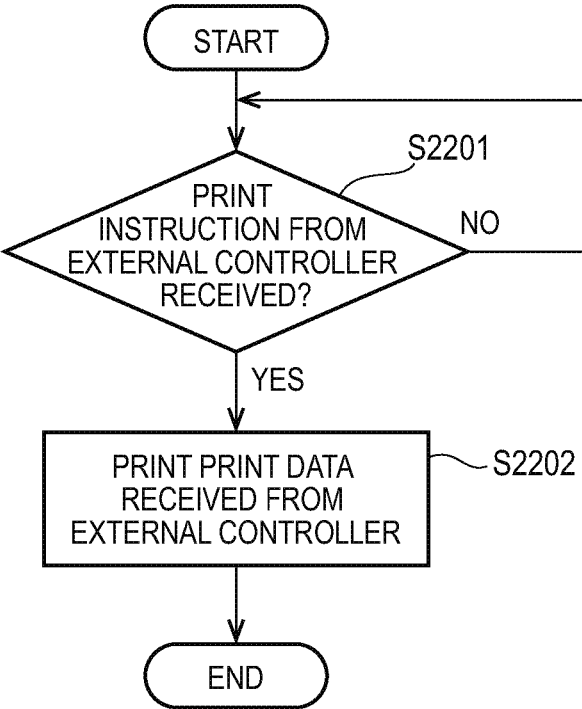 START
S2201
PRINT
INSTRUCTION FROM
EXTERNAL CONTROLLER
RECEIVED?
NO
YES
PRINT PRINT DATA
RECEIVED FROM
EXTERNAL CONTROLLER
S2202
END